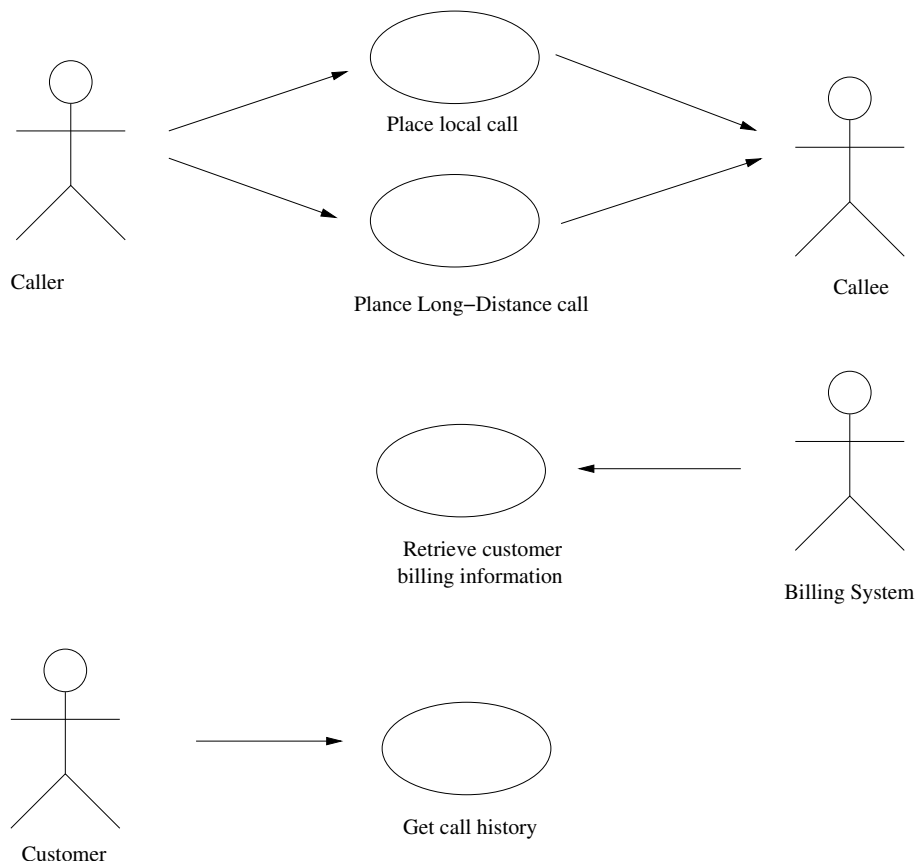 Place local call
Caller
Callee
Plance Long−Distance call
Retrieve customer
billing information
Billing System
Get call history
Customer